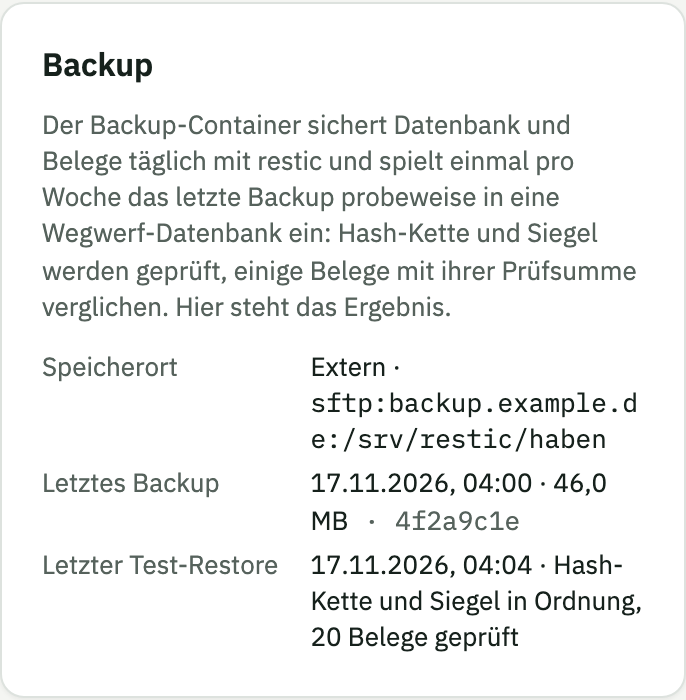 Backup
Der Backup-Container sichert Datenbank und
Belege täglich mit restic und spielt einmal pro
Woche das letzte Backup probeweise in eine
Wegwerf-Datenbank ein: Hash-Kette und Siegel
werden geprüft, einige Belege mit ihrer Prüfsumme
verglichen. Hier steht das Ergebnis.
Speicherort Extern ·
sftp:backup.example.d
e:/srv/restic/haben
Letztes Backup 17.11.2026, 04:00 · 46,0
MB · 4f2a9c1e
Letzter Test-Restore 17.11.2026, 04:04 · Hash-
Kette und Siegel in Ordnung,
20 Belege geprüft